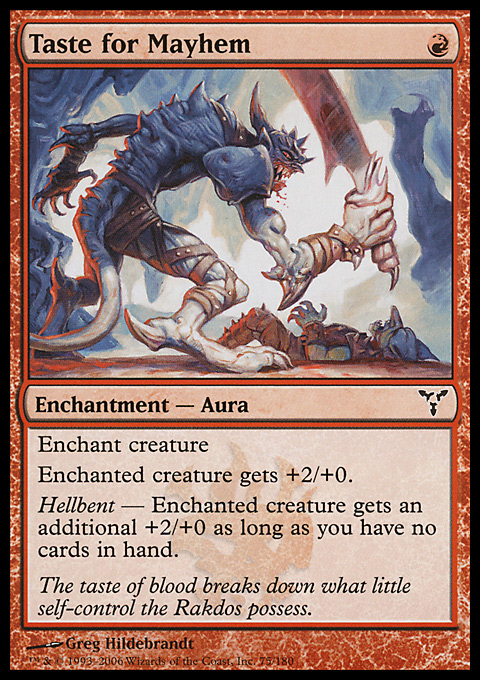 Taste for Mayhem
Enchantment — Aura
Enchant creature
Enchanted creature gets +2/+0.
Hellbent — Enchanted creature gets an
additional +2/+0 as long as you have no
cards in hand.
The taste of blood breaks down what little
self-control the Rakdos possess.
Greg Hildebrandt
™ & © 1993–2006 Wizards of the Coast, Inc. 75/180